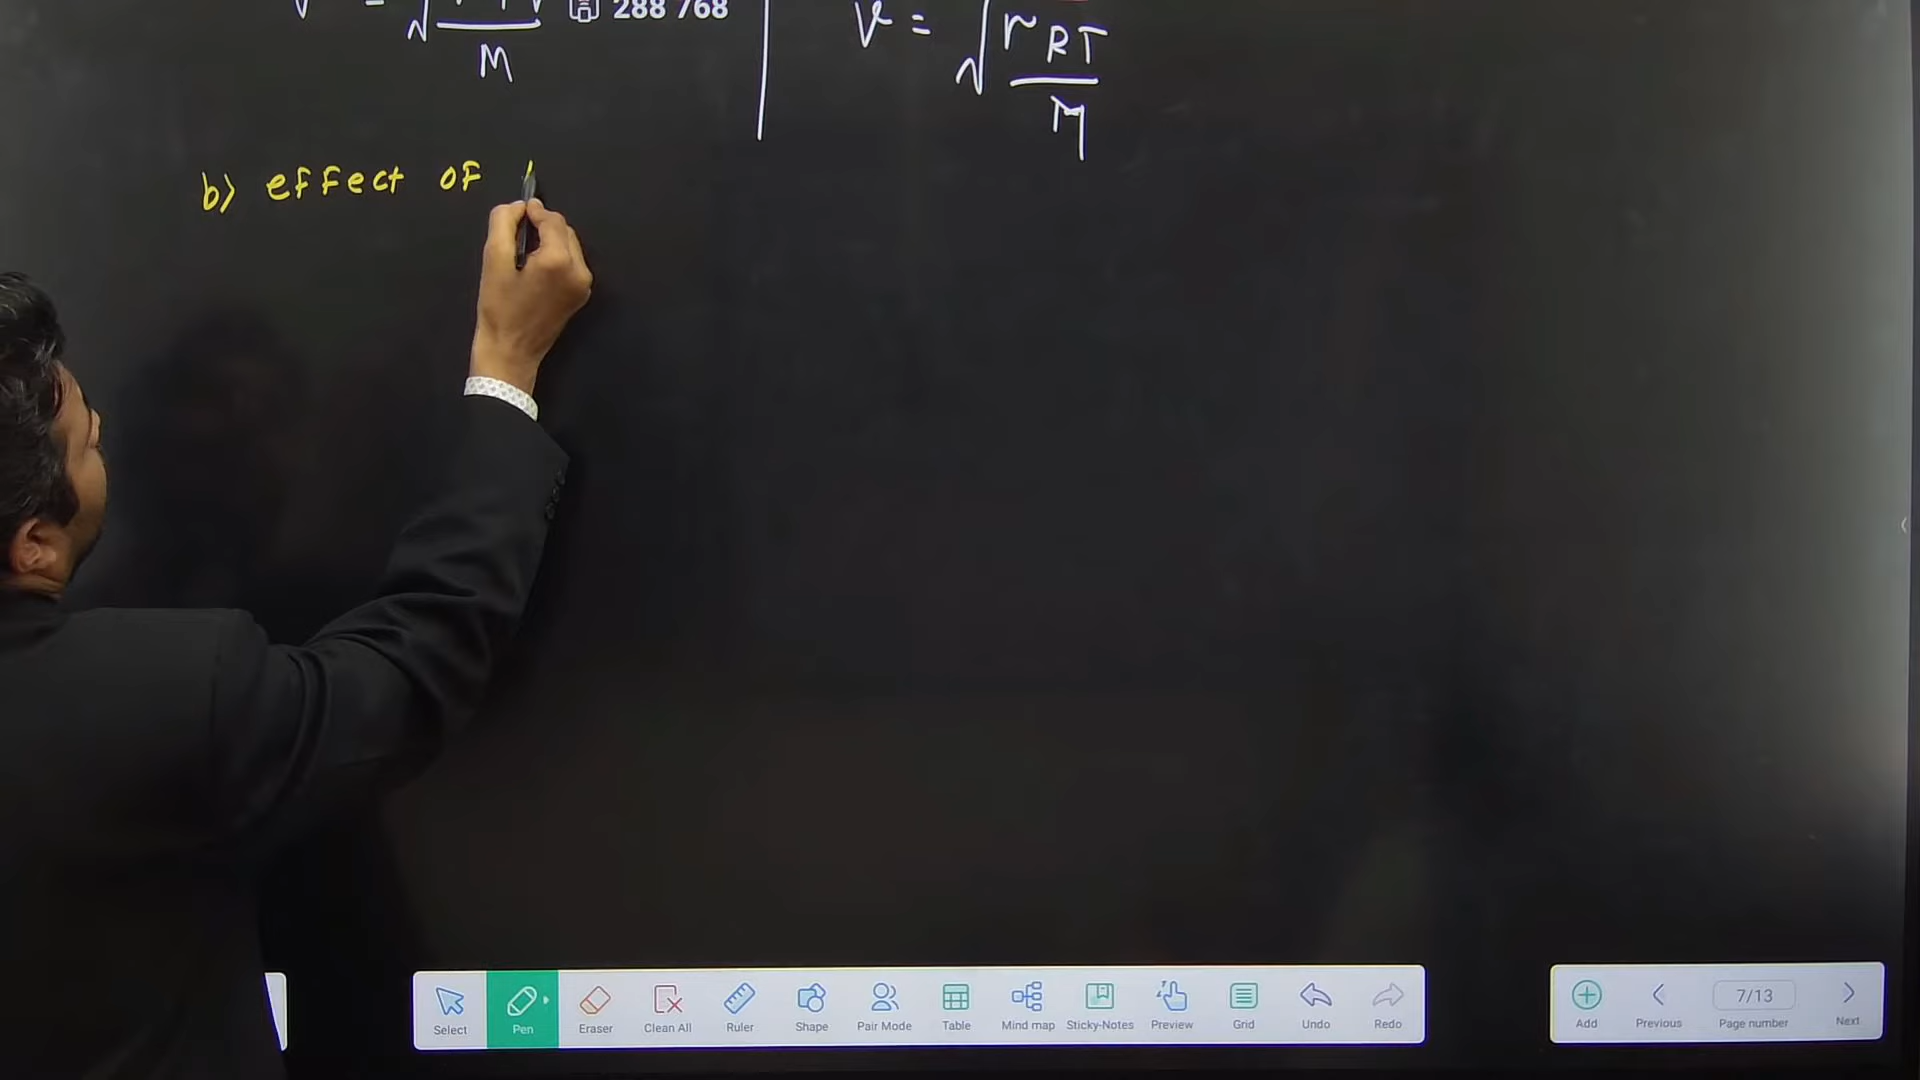 288 768
M
v = √ r RT
M
b) effect of
Select Pen Eraser Clean All Ruler Shape Pair Mode Table Mind map Sticky-Notes Preview Grid Undo Redo
Add Previous 7/13 Page number Next